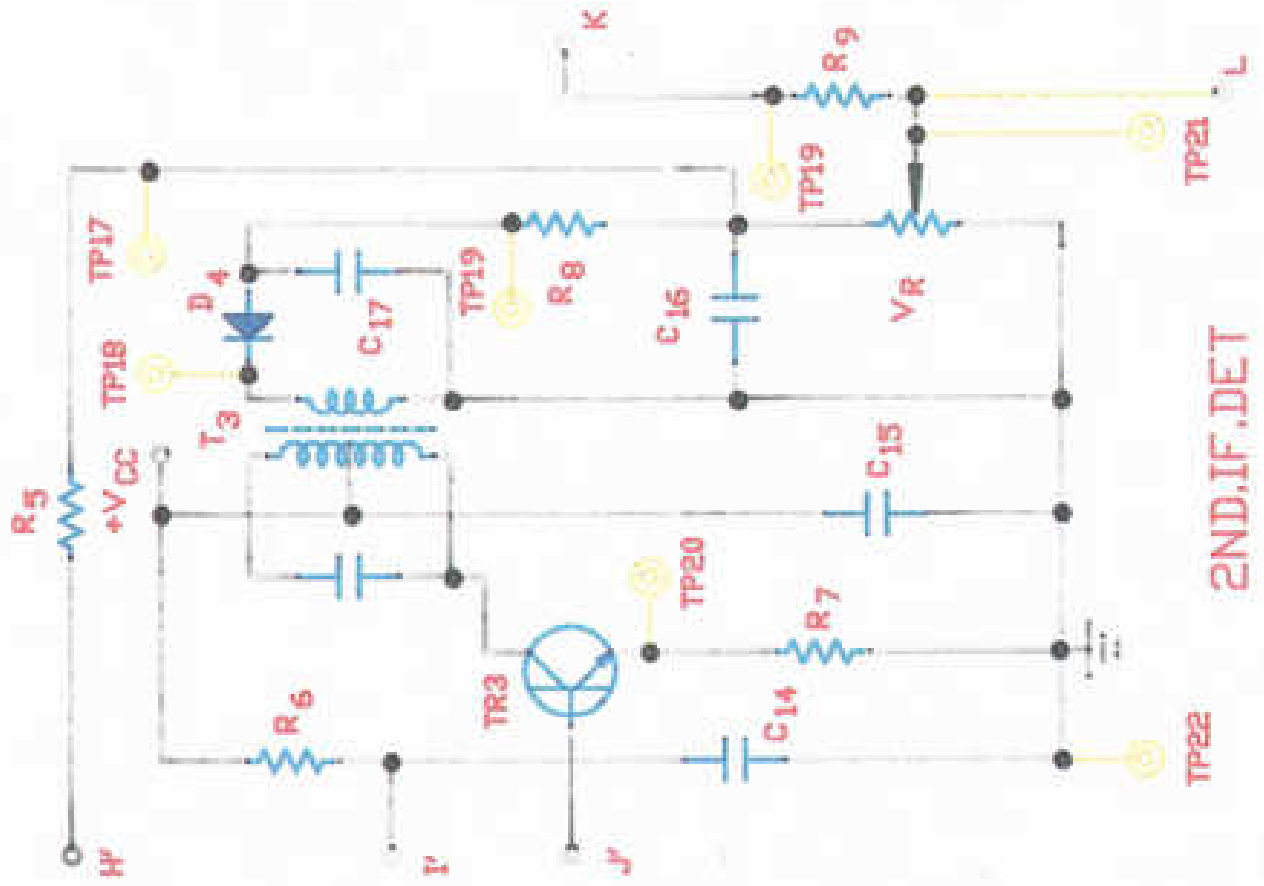 R5
+VCC
TP17
TP18
D4
T3
C17
TP19
R8
K
R9
TP19
C16
VR
TP21
L
R6
TR3
TP20
C15
R7
C14
TP22
H'
I'
J'
2ND.IF.DET